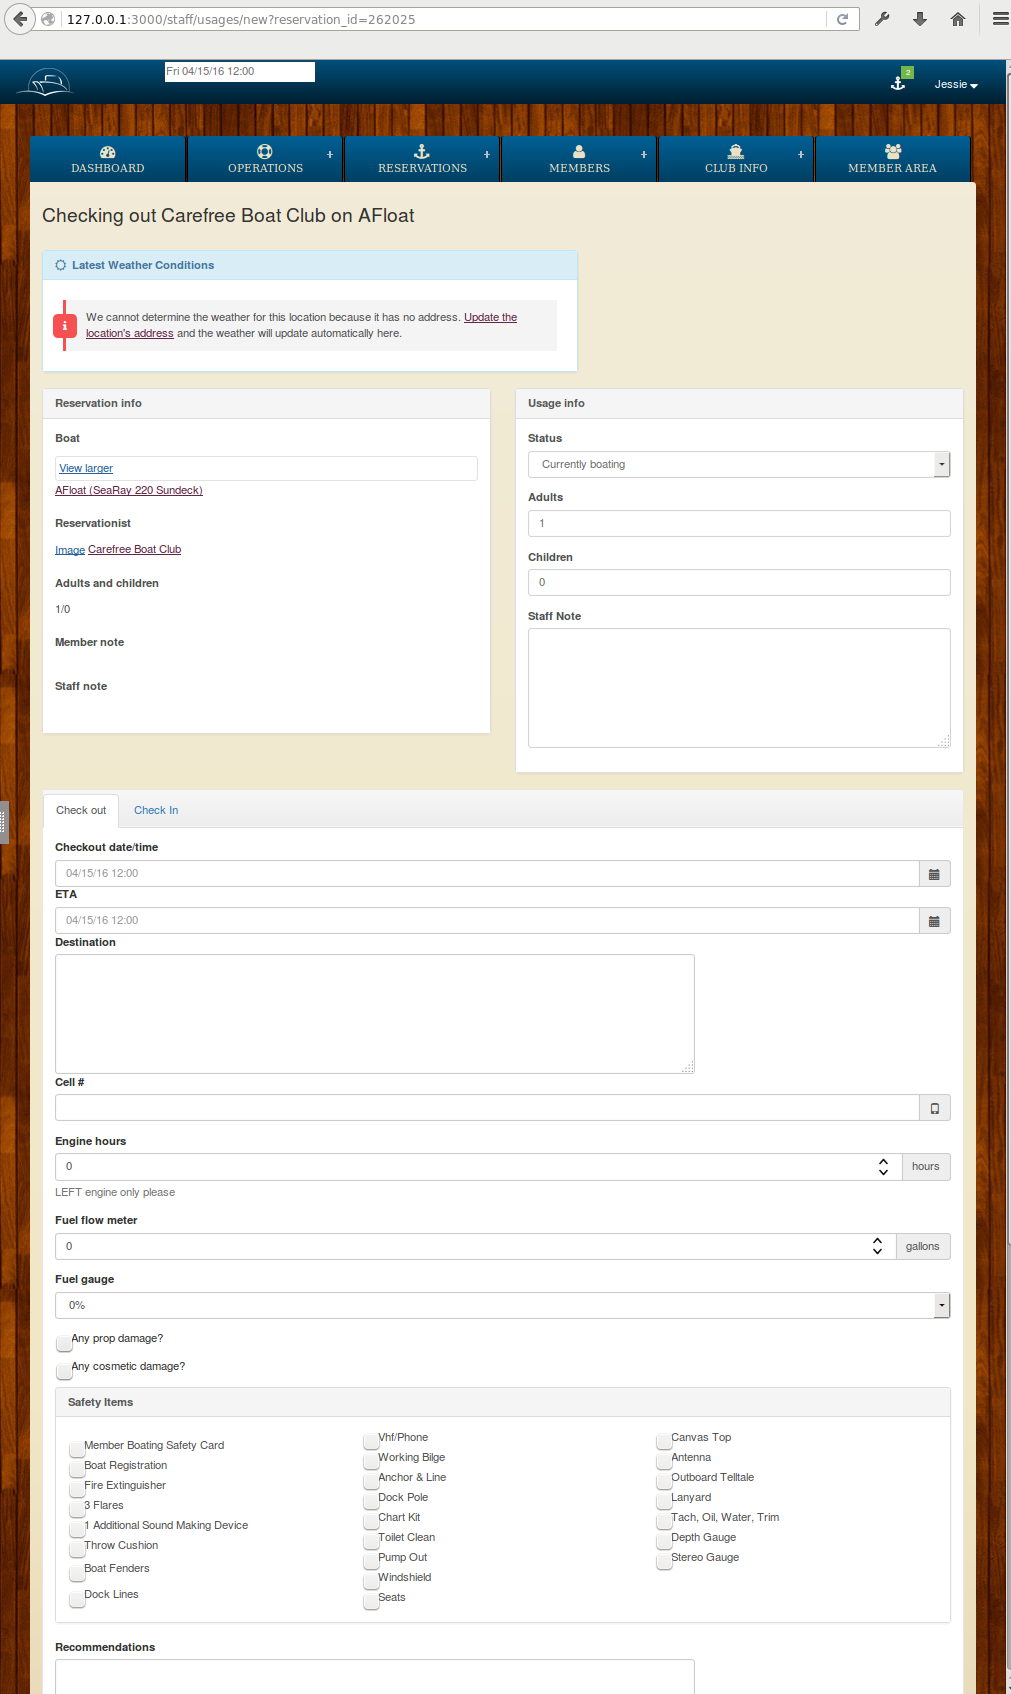 127.0.0.1:3000/staff/usages/new?reservation_id=262025
Fri 04/15/16 12:00
2
Jessie
DASHBOARD
OPERATIONS +
RESERVATIONS +
MEMBERS +
CLUB INFO +
MEMBER AREA
Checking out Carefree Boat Club on AFloat
Latest Weather Conditions
We cannot determine the weather for this location because it has no address. Update the
location's address and the weather will update automatically here.
Reservation info
Boat
View larger
AFloat (SeaRay 220 Sundeck)
Reservationist
Image Carefree Boat Club
Adults and children
1/0
Member note
Staff note
Usage info
Status
Currently boating
Adults
1
Children
0
Staff Note
Check out
Check In
Checkout date/time
04/15/16 12:00
ETA
04/15/16 12:00
Destination
Cell #
Engine hours
0 hours
LEFT engine only please
Fuel flow meter
0 gallons
Fuel gauge
0%
Any prop damage?
Any cosmetic damage?
Safety Items
Member Boating Safety Card
Boat Registration
Fire Extinguisher
3 Flares
1 Additional Sound Making Device
Throw Cushion
Boat Fenders
Dock Lines
Vhf/Phone
Working Bilge
Anchor & Line
Dock Pole
Chart Kit
Toilet Clean
Pump Out
Windshield
Seats
Canvas Top
Antenna
Outboard Telltale
Lanyard
Tach, Oil, Water, Trim
Depth Gauge
Stereo Gauge
Recommendations